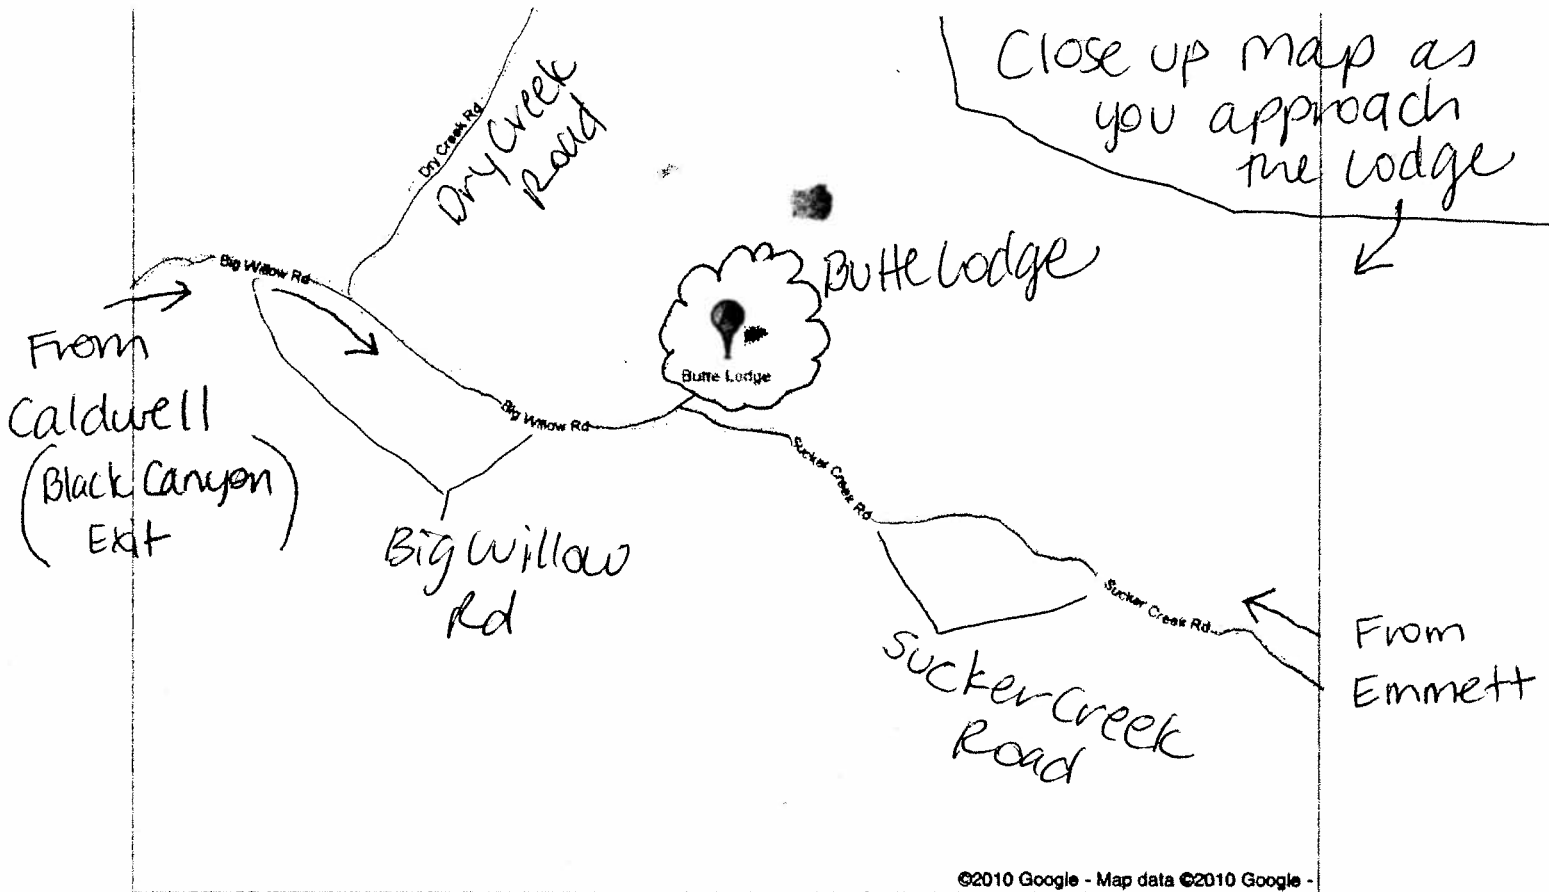 Close up map as
you approach
the lodge
Dry Creek Rd
Dry Creek
Road
Big Willow Rd
Butte Lodge
From
Caldwell
(Black Canyon
Exit)
Butte Lodge
Big Willow Rd
Sucker Creek Rd
Big Willow
Rd
Sucker Creek Rd
Sucker Creek
Road
From
Emmett
©2010 Google - Map data ©2010 Google -